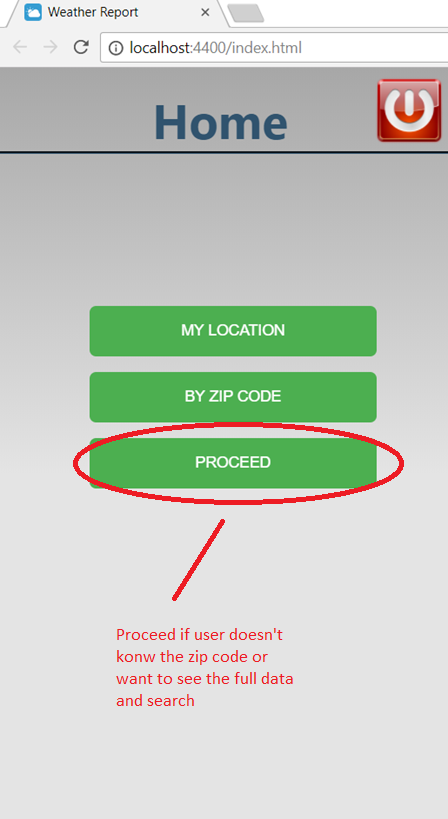 Weather Report
localhost:4400/index.html
Home
MY LOCATION
BY ZIP CODE
PROCEED
Proceed if user doesn't
konw the zip code or
want to see the full data
and search